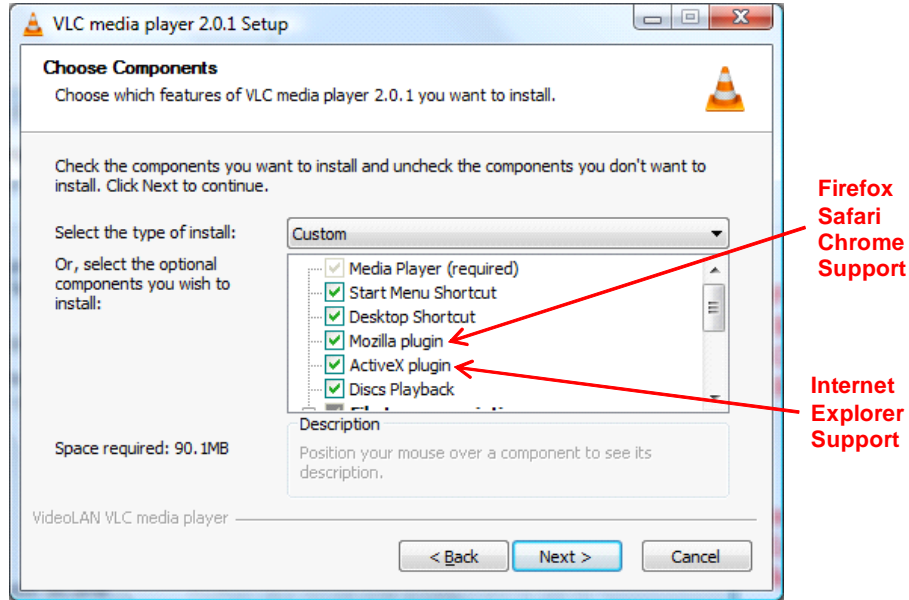 VLC media player 2.0.1 Setup
Choose Components
Choose which features of VLC media player 2.0.1 you want to install.
Check the components you want to install and uncheck the components you don't want to
install. Click Next to continue.
Select the type of install:
Custom
Or, select the optional
components you wish to
install:
Media Player (required)
Start Menu Shortcut
Desktop Shortcut
Mozilla plugin
ActiveX plugin
Discs Playback
Space required: 90.1MB
Description
Position your mouse over a component to see its
description.
VideoLAN VLC media player
< Back
Next >
Cancel
Firefox
Safari
Chrome
Support
Internet
Explorer
Support